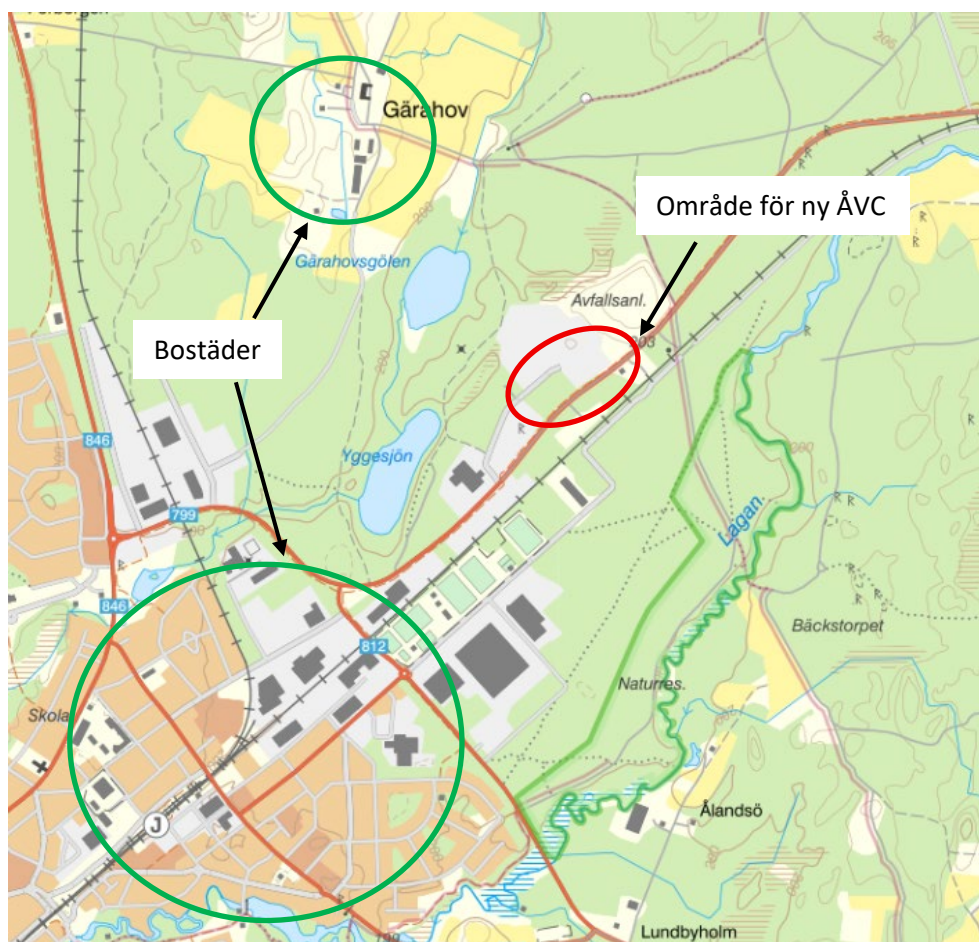 Gärahov
Område för ny ÅVC
Gärahovsgölen
Avfallsanl.
203
Bostäder
846
Yggesjön
799
Lagan.
846
812
Bäckstorpet
Naturres.
Skola
J
Ålandsö
Lundbyholm